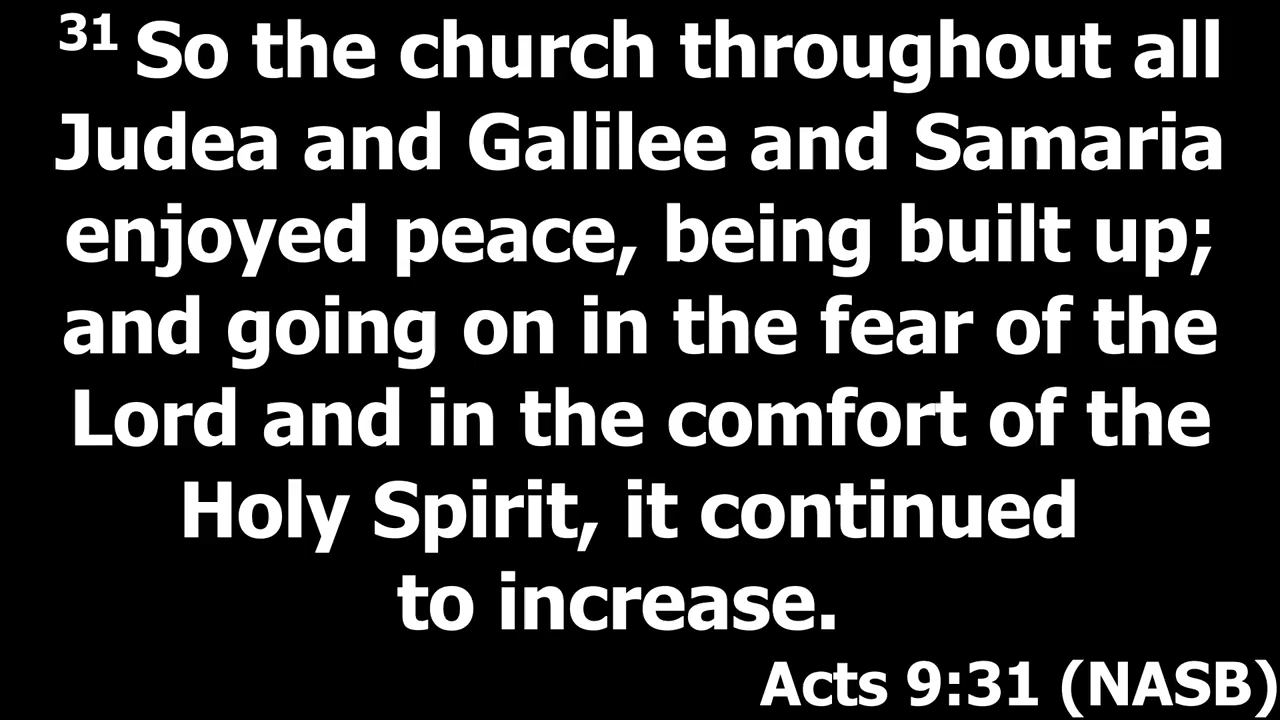 31 So the church throughout all
Judea and Galilee and Samaria
enjoyed peace, being built up;
and going on in the fear of the
Lord and in the comfort of the
Holy Spirit, it continued
to increase.
Acts 9:31 (NASB)